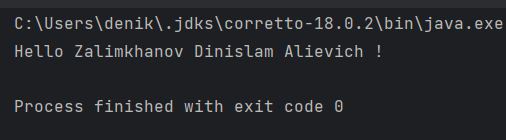 C:\Users\denik\.jdks\corretto-18.0.2\bin\java.exe
Hello Zalimkhanov Dinislam Alievich !
Process finished with exit code 0